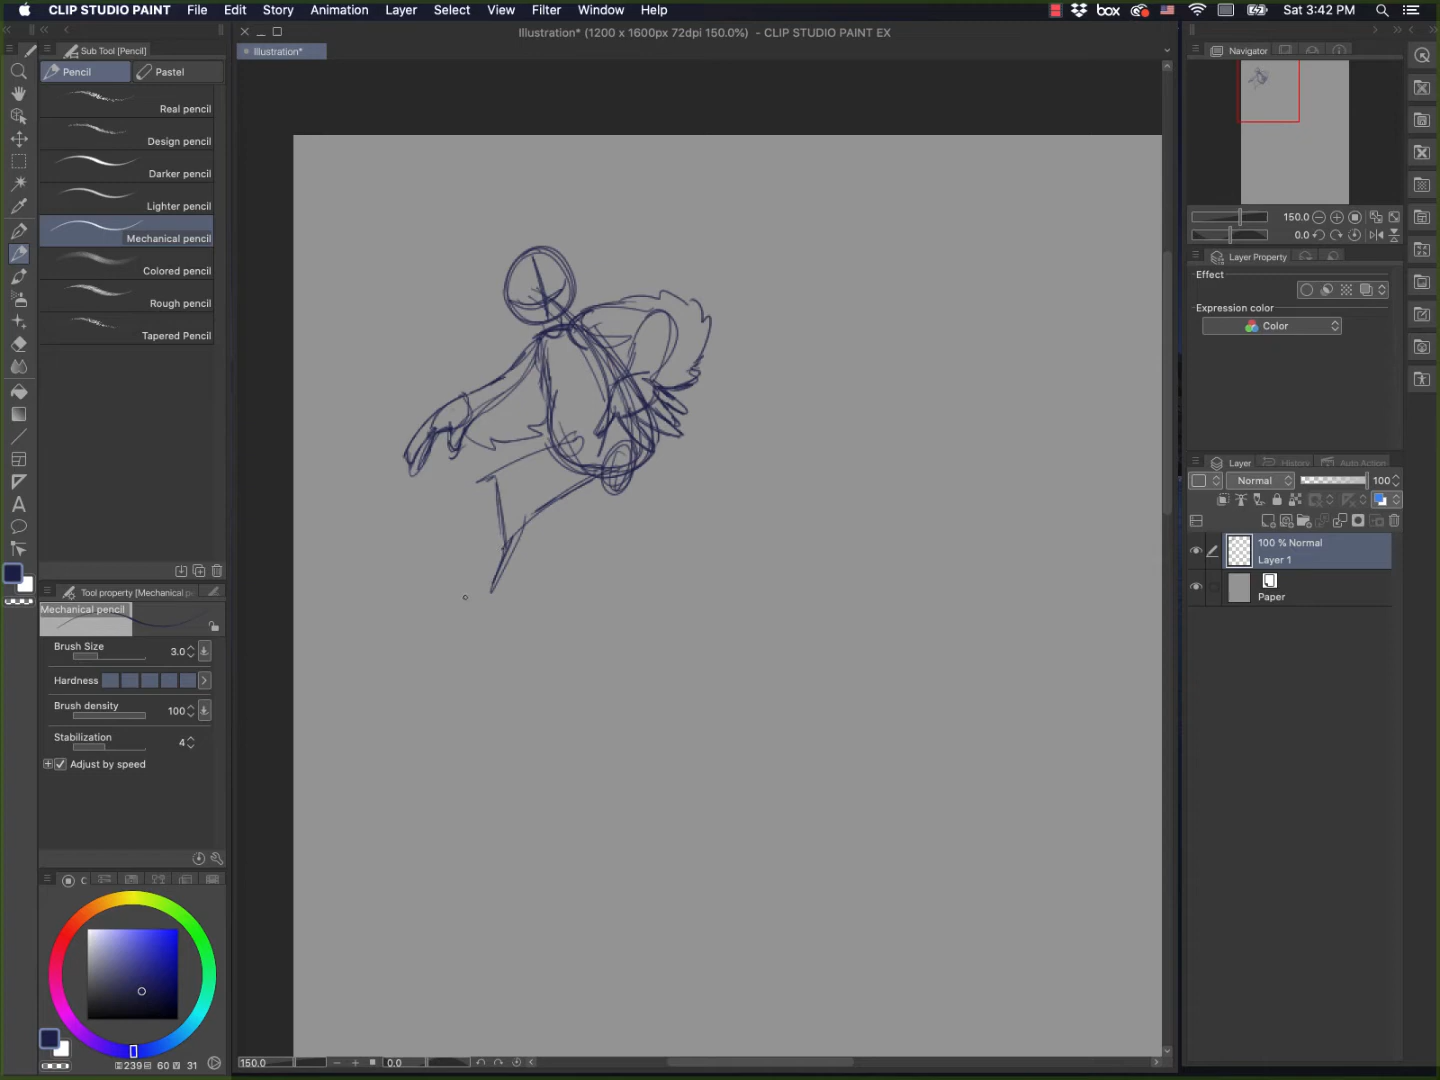 CLIP STUDIO PAINT File Edit Story Animation Layer Select View Filter Window Help box Sat 3:42 PM
Illustration* (1200 x 1600px 72dpi 150.0%) - CLIP STUDIO PAINT EX
Sub Tool [Pencil]
Illustration*
Navigator
Pencil
Pastel
Real pencil
Design pencil
Darker pencil
Lighter pencil
Mechanical pencil
Colored pencil
Rough pencil
Tapered Pencil
150.0
0.0
Layer Property
Effect
Expression color
Color
Layer History Auto Action
Normal 100
100 % Normal
Layer 1
Paper
Tool property [Mechanical pe
Mechanical pencil
Brush Size 3.0
Hardness
Brush density 100
Stabilization 4
Adjust by speed
C
239 60 V 31
150.0 0.0